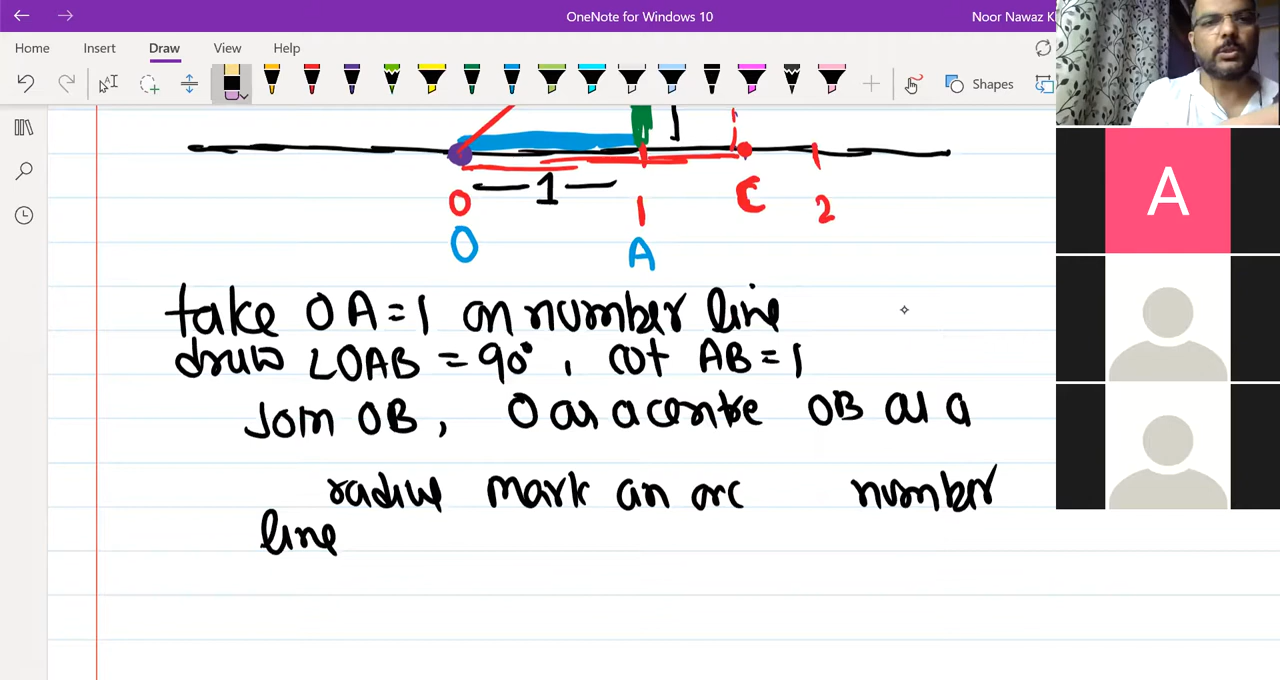 OneNote for Windows 10
Noor Nawaz K
Home Insert Draw View Help
Shapes
1
1
0 1 C 2
O A
A
take OA = 1 on number line
draw ∠OAB = 90°, cot AB = 1
Join OB, O as a centre OB as a
radius mark an arc number
line